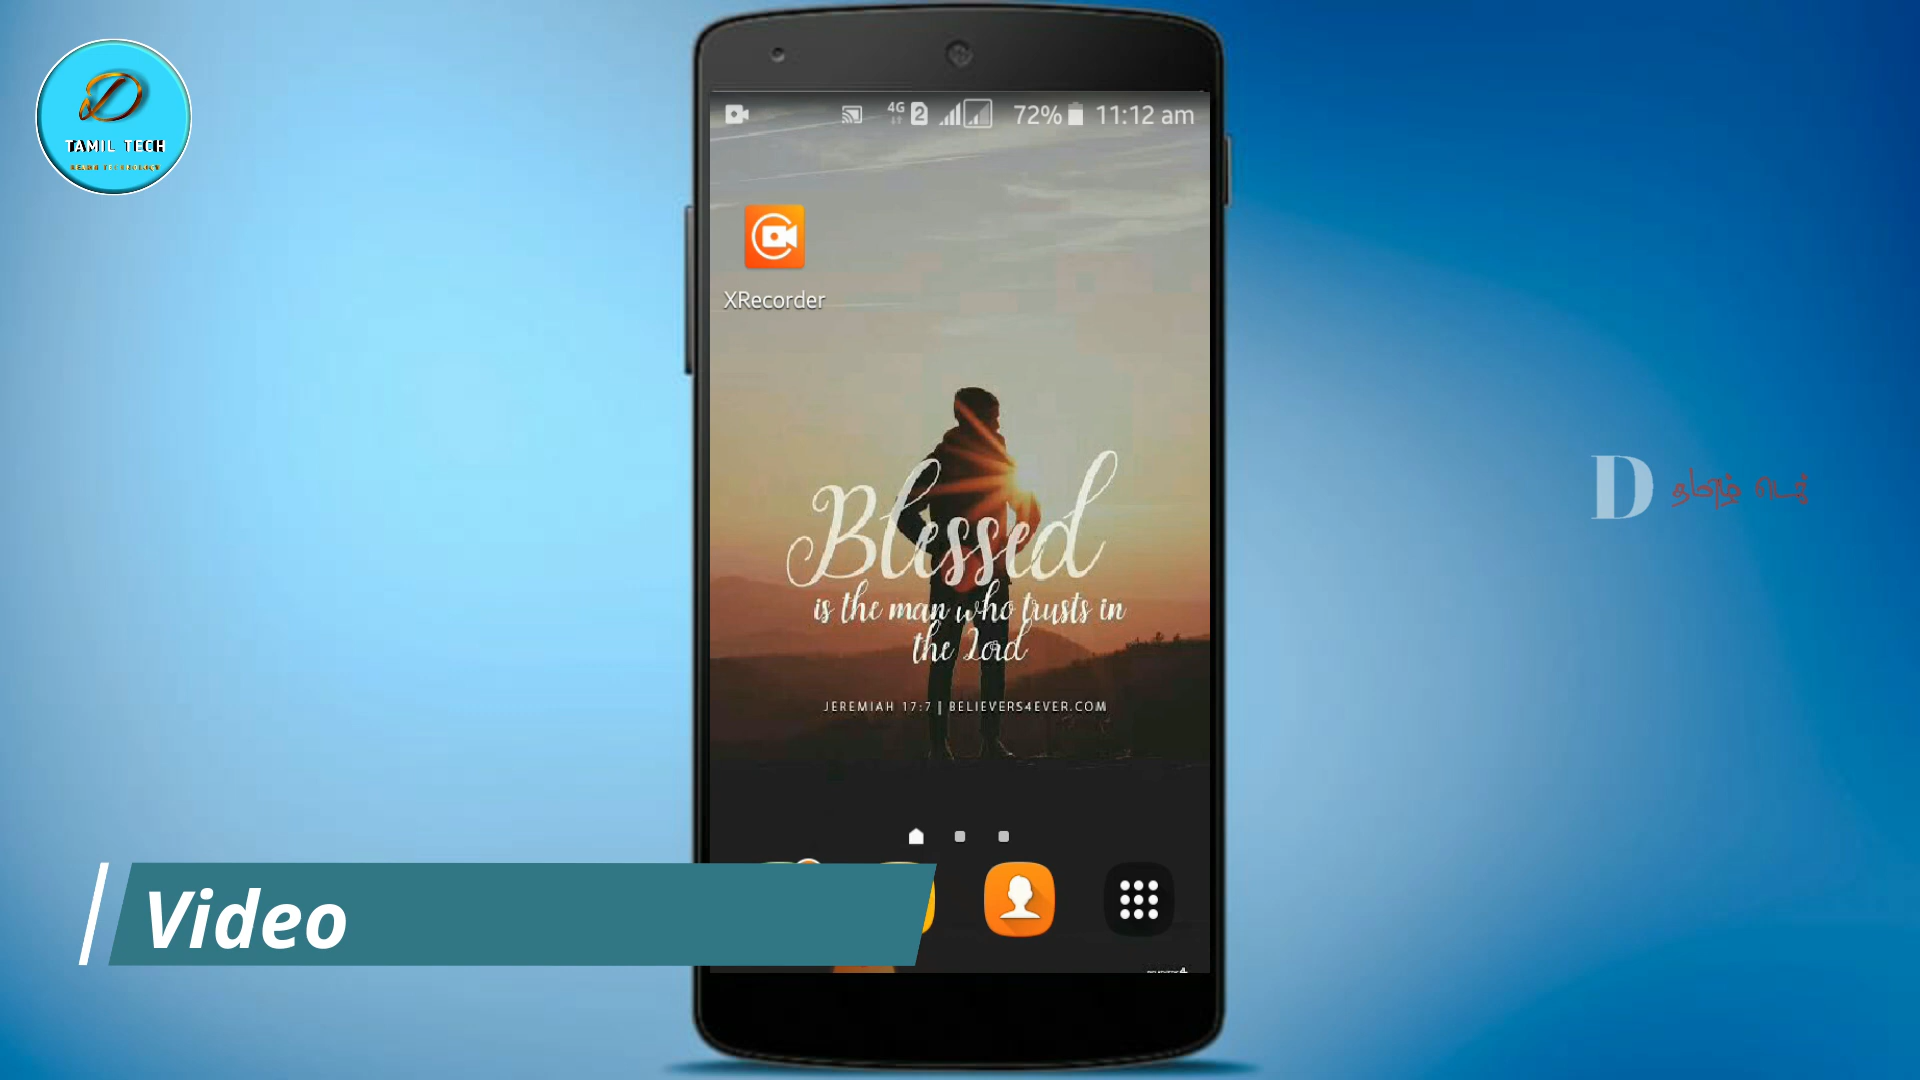 D
TAMIL TECH
4G 2 72% 11:12 am
XRecorder
Blessed
is the man who trusts in
the Lord
JEREMIAH 17:7 | BELIEVERS4EVER.COM
D தமிழ் டெக்
Video